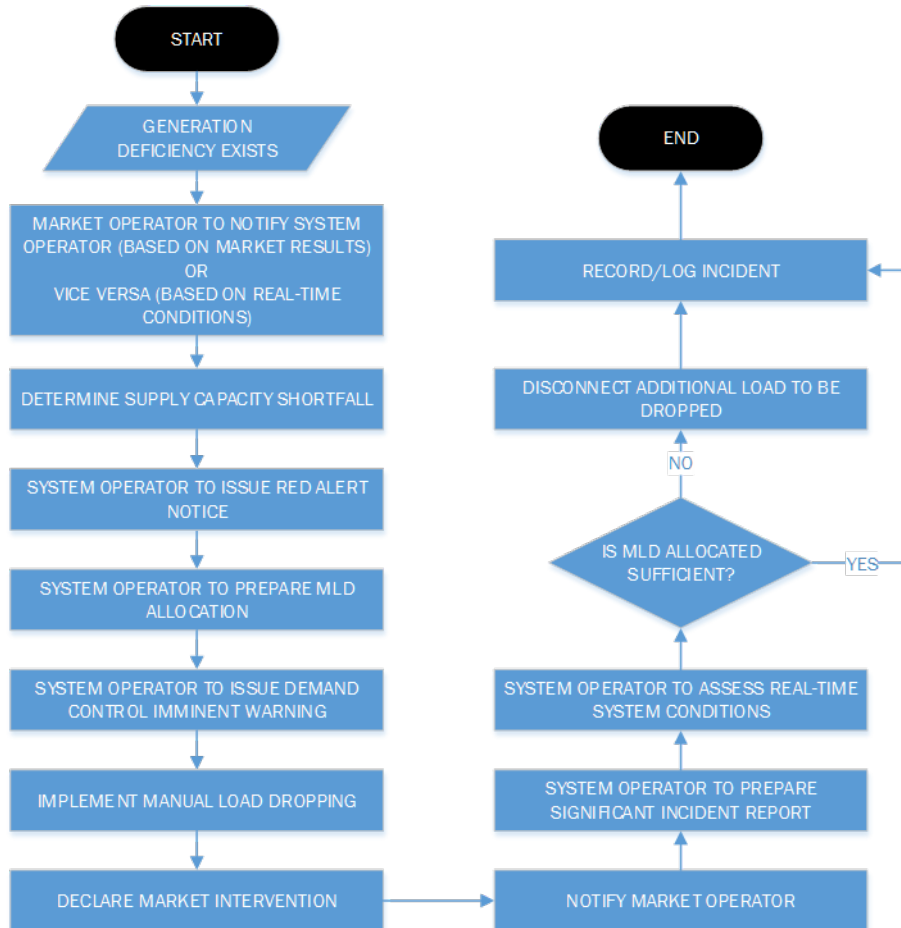 START
GENERATION
DEFICIENCY EXISTS
MARKET OPERATOR TO NOTIFY SYSTEM
OPERATOR (BASED ON MARKET RESULTS)
OR
VICE VERSA (BASED ON REAL-TIME
CONDITIONS)
DETERMINE SUPPLY CAPACITY SHORTFALL
SYSTEM OPERATOR TO ISSUE RED ALERT
NOTICE
SYSTEM OPERATOR TO PREPARE MLD
ALLOCATION
SYSTEM OPERATOR TO ISSUE DEMAND
CONTROL IMMINENT WARNING
IMPLEMENT MANUAL LOAD DROPPING
DECLARE MARKET INTERVENTION
NOTIFY MARKET OPERATOR
SYSTEM OPERATOR TO PREPARE
SIGNIFICANT INCIDENT REPORT
SYSTEM OPERATOR TO ASSESS REAL-TIME
SYSTEM CONDITIONS
IS MLD ALLOCATED
SUFFICIENT?
YES
NO
DISCONNECT ADDITIONAL LOAD TO BE
DROPPED
RECORD/LOG INCIDENT
END